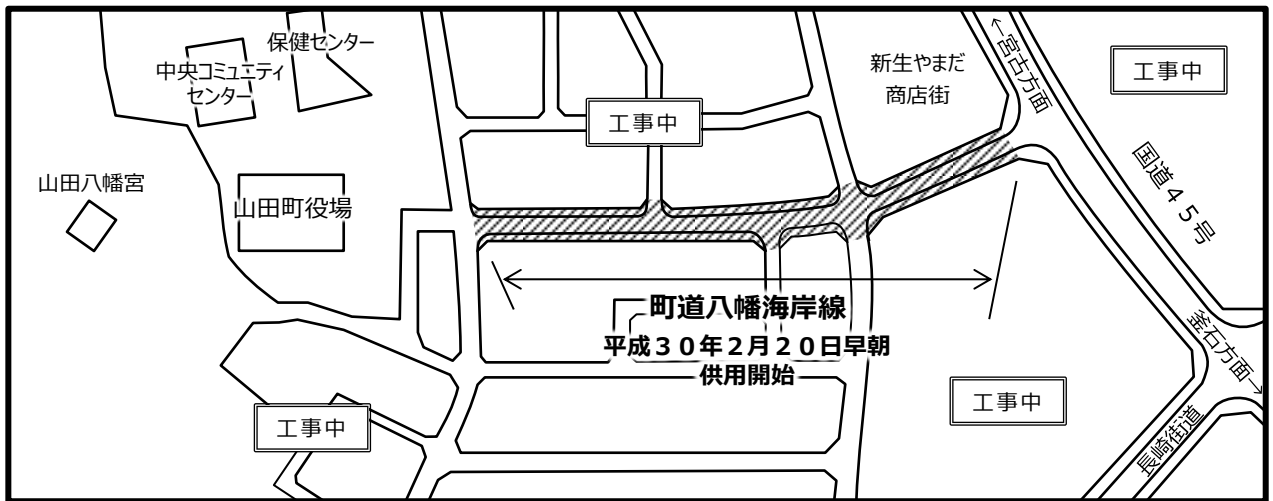 保健センター
中央コミュニティ
センター
新生やまだ
商店街
←宮古方面
工事中
工事中
国道４５号
山田八幡宮
山田町役場
町道八幡海岸線
平成３０年２月２０日早朝
供用開始
釜石方面→
工事中
工事中
長崎街道